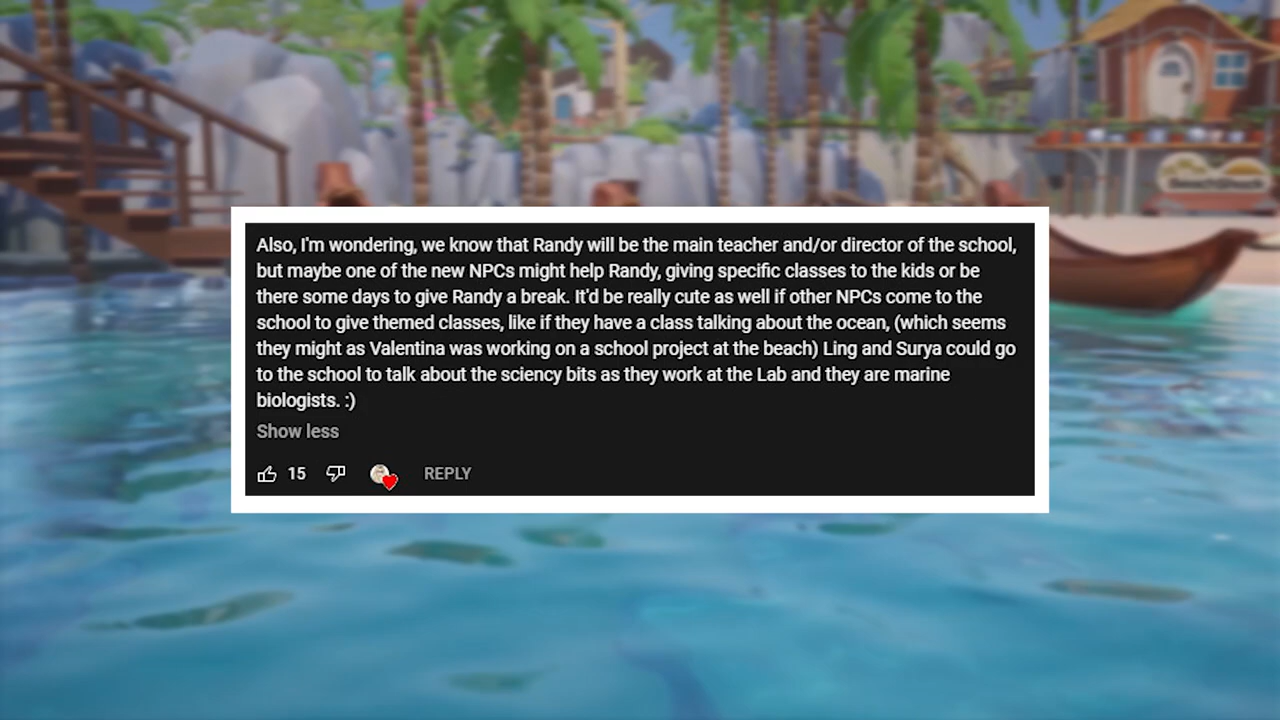 Also, I'm wondering, we know that Randy will be the main teacher and/or director of the school,
but maybe one of the new NPCs might help Randy, giving specific classes to the kids or be
there some days to give Randy a break. It'd be really cute as well if other NPCs come to the
school to give themed classes, like if they have a class talking about the ocean, (which seems
they might as Valentina was working on a school project at the beach) Ling and Surya could go
to the school to talk about the sciency bits as they work at the Lab and they are marine
biologists. :)
Show less
15
REPLY